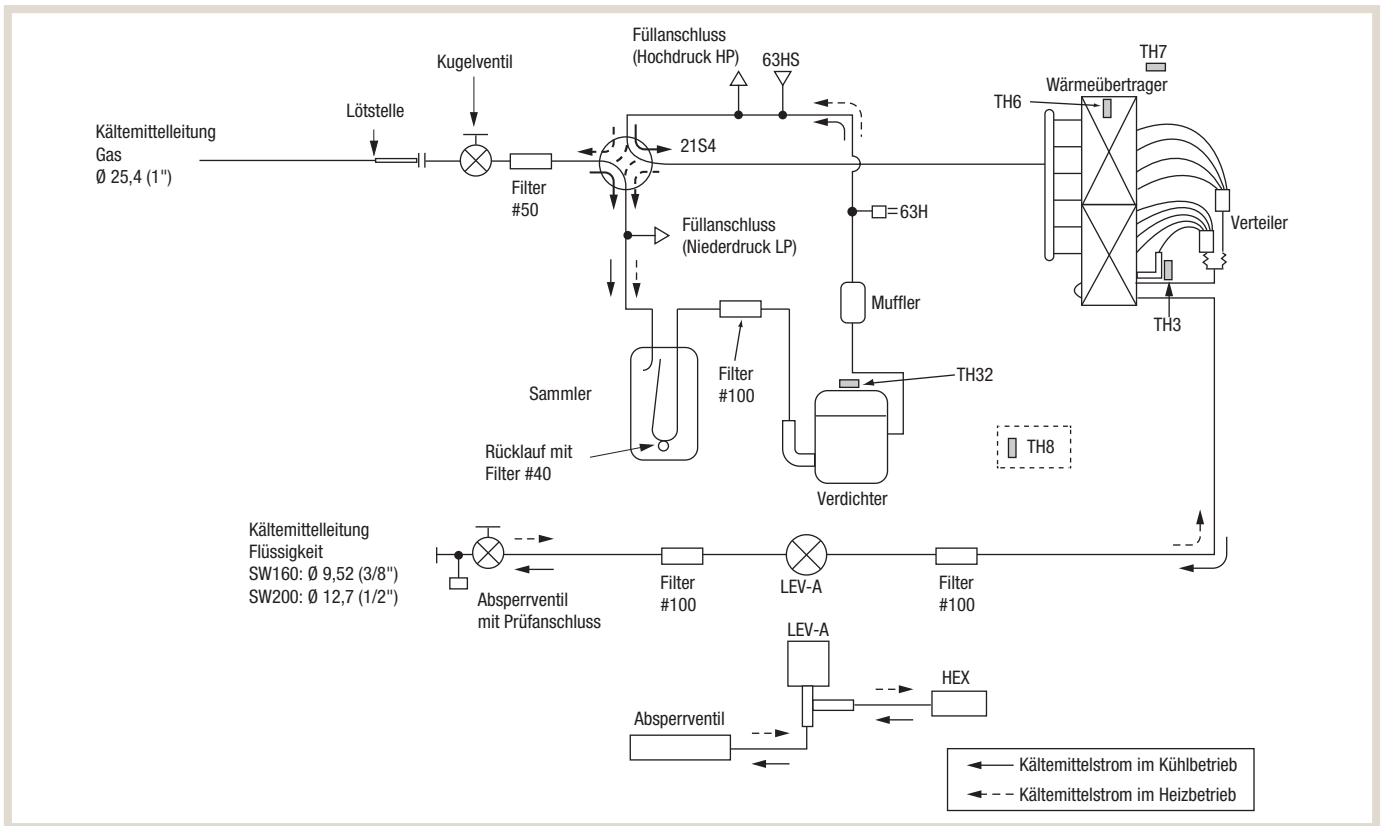 Füllanschluss
(Hochdruck HP)
63HS
TH7
Kugelventil
Wärmeübertrager
TH6
Lötstelle
Kältemittelleitung
Gas
Ø 25,4 (1")
21S4
Filter
#50
63H
Verteiler
Füllanschluss
(Niederdruck LP)
Muffler
TH3
Filter
#100
TH32
Sammler
Rücklauf mit
Filter #40
TH8
Verdichter
Kältemittelleitung
Flüssigkeit
SW160: Ø 9,52 (3/8")
SW200: Ø 12,7 (1/2")
Absperrventil
mit Prüfanschluss
Filter
#100
LEV-A
Filter
#100
LEV-A
HEX
Absperrventil
Kältemittelstrom im Kühlbetrieb
Kältemittelstrom im Heizbetrieb